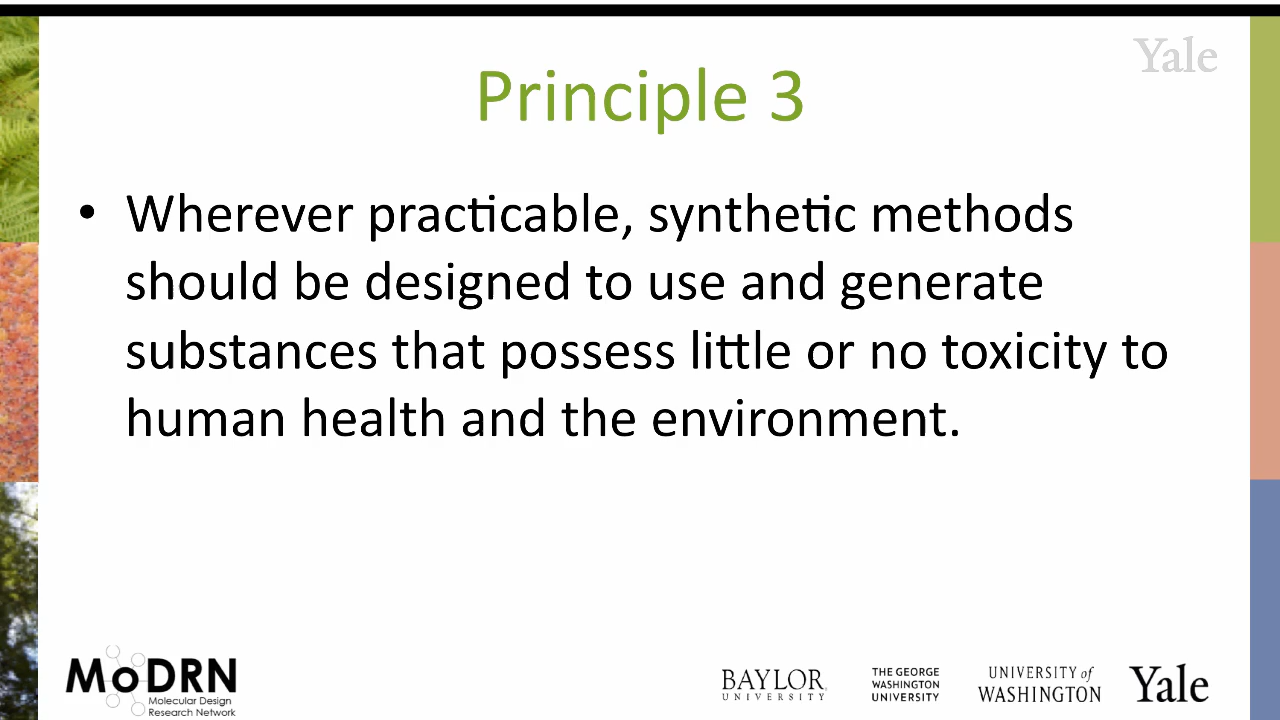 Yale
Principle 3
• Wherever practicable, synthetic methods
should be designed to use and generate
substances that possess little or no toxicity to
human health and the environment.
MoDRN
Molecular Design
Research Network
BAYLOR
UNIVERSITY
THE GEORGE
WASHINGTON
UNIVERSITY
UNIVERSITY of
WASHINGTON
Yale